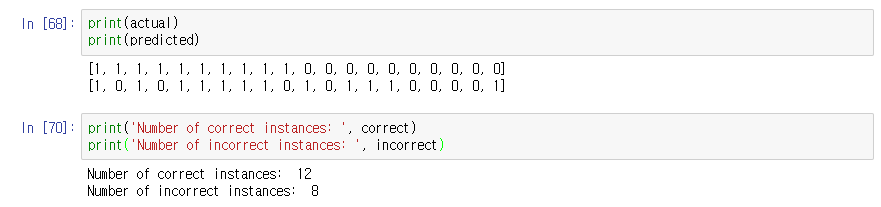 In [68]: print(actual)
print(predicted)
[1, 1, 1, 1, 1, 1, 1, 1, 1, 1, 0, 0, 0, 0, 0, 0, 0, 0, 0, 0]
[1, 0, 1, 0, 1, 1, 1, 1, 1, 0, 1, 0, 1, 1, 1, 0, 0, 0, 0, 1]
In [70]: print('Number of correct instances: ', correct)
print('Number of incorrect instances: ', incorrect)
Number of correct instances:  12
Number of incorrect instances:  8